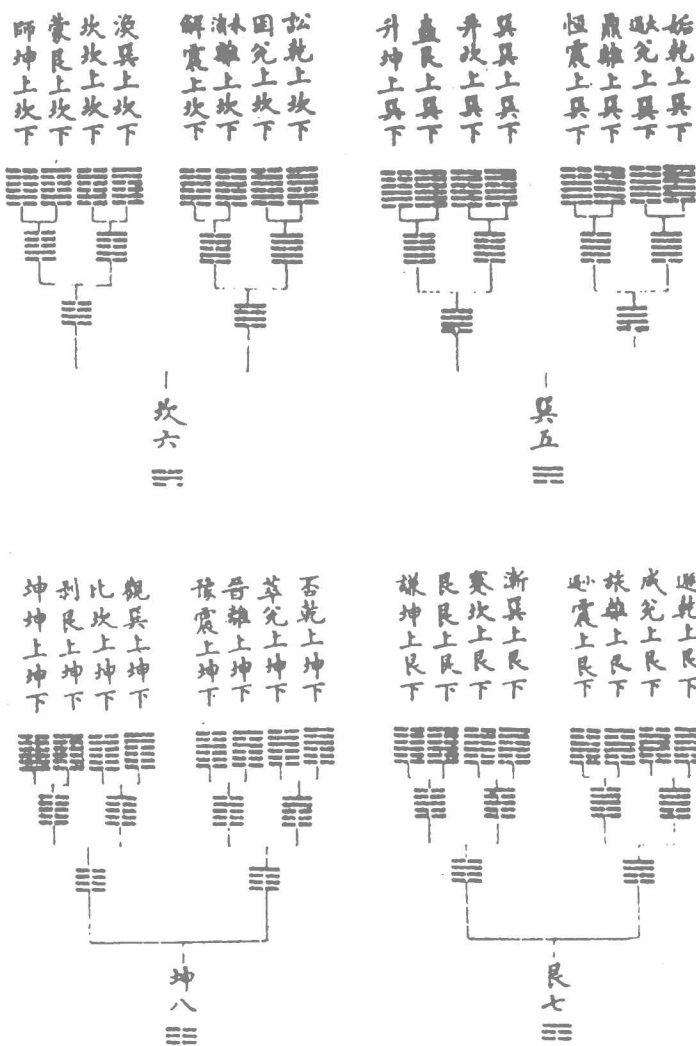 姤乾上巽下
大過兌上巽下
鼎離上巽下
恒震上巽下
巽巽上巽下
井坎上巽下
蠱艮上巽下
升坤上巽下
巽五
訟乾上坎下
困兌上坎下
未濟離上坎下
解震上坎下
渙巽上坎下
坎坎上坎下
蒙艮上坎下
師坤上坎下
坎六
遯乾上艮下
咸兌上艮下
旅離上艮下
小過震上艮下
漸巽上艮下
蹇坎上艮下
艮艮上艮下
謙坤上艮下
艮七
否乾上坤下
萃兌上坤下
晉離上坤下
豫震上坤下
觀巽上坤下
比坎上坤下
剝艮上坤下
坤坤上坤下
坤八